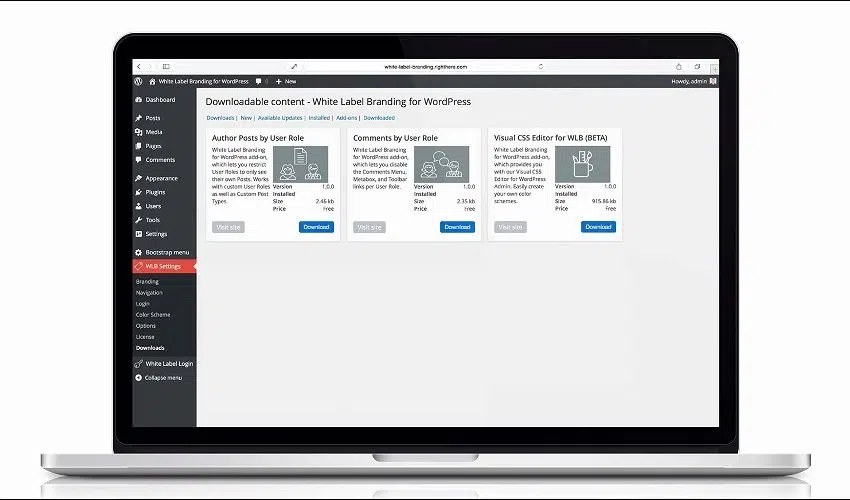 white-label-branding.righthere.com
White Label Branding for WordPress
0
New
Howdy, admin
Dashboard
Posts
Media
Pages
Comments
Appearance
Plugins
Users
Tools
Settings
Bootstrap menu
WLB Settings
Branding
Navigation
Login
Color Scheme
Options
License
Downloads
White Label Login
Collapse menu
Downloadable content - White Label Branding for WordPress
Downloads | New | Available Updates | Installed | Add-ons | Downloaded
Author Posts by User Role
White Label Branding
for WordPress add-on,
which lets you restrict
User Roles to only see
their own Posts. Works
with custom User Roles
as well as Custom Post
Types.
Version 1.0.0
Installed
Size 2.46 kb
Price Free
Visit site
Download
Comments by User Role
White Label Branding
for WordPress add-on,
which lets you disable
the Comments Menu,
Metabox, and Toolbar
links per User Role.
Version 1.0.0
Installed
Size 2.35 kb
Price Free
Visit site
Download
Visual CSS Editor for WLB (BETA)
White Label Branding
for WordPress add-on,
which provides you
with our Visual CSS
Editor for WordPress
Admin. Easily create
your own color
schemes.
Version 1.0.0
Installed
Size 915.86 kb
Price Free
Visit site
Download